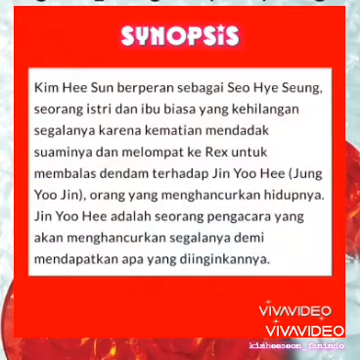 SYNOPSiS
Kim Hee Sun berperan sebagai Seo Hye Seung,
seorang istri dan ibu biasa yang kehilangan
segalanya karena kematian mendadak
suaminya dan melompat ke Rex untuk
membalas dendam terhadap Jin Yoo Hee (Jung
Yoo Jin), orang yang menghancurkan hidupnya.
Jin Yoo Hee adalah seorang pengacara yang
akan menghancurkan segalanya demi
mendapatkan apa yang diinginkannya.
VIVAVIDEO
VIVAVIDEO